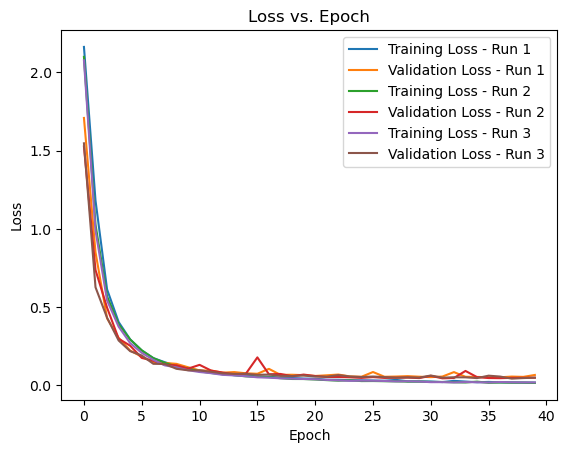 Loss vs. Epoch
Training Loss - Run 1
Validation Loss - Run 1
Training Loss - Run 2
Validation Loss - Run 2
Training Loss - Run 3
Validation Loss - Run 3
Loss
2.0
1.5
1.0
0.5
0.0
0 5 10 15 20 25 30 35 40
Epoch